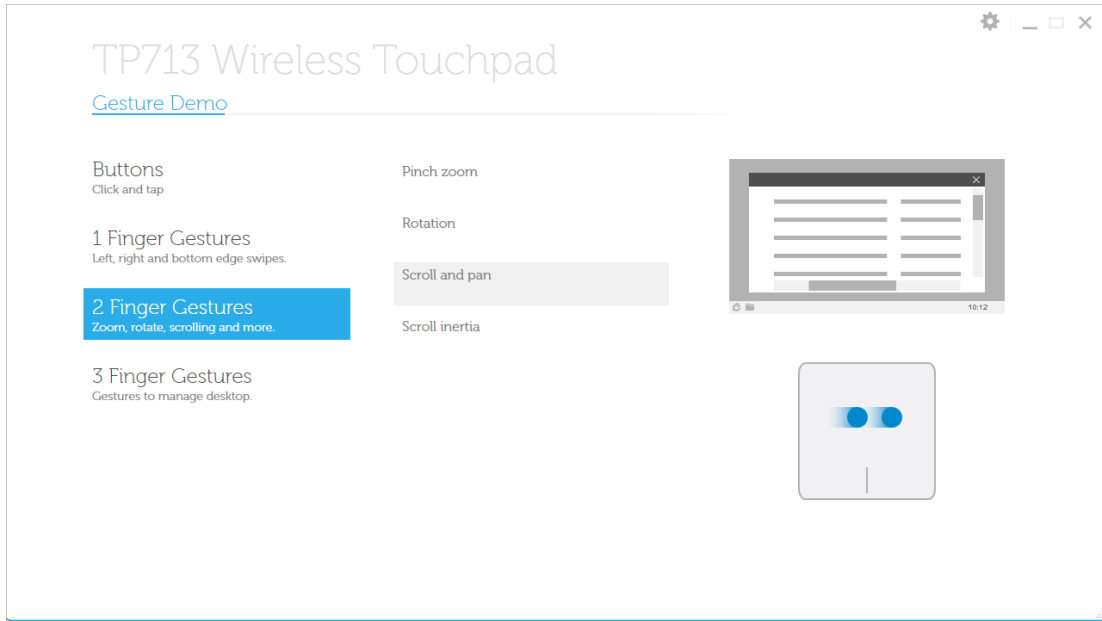 TP713 Wireless Touchpad
Gesture Demo
Buttons
Click and tap
1 Finger Gestures
Left, right and bottom edge swipes.
2 Finger Gestures
Zoom, rotate, scrolling and more.
3 Finger Gestures
Gestures to manage desktop.
Pinch zoom
Rotation
Scroll and pan
Scroll inertia
10:12